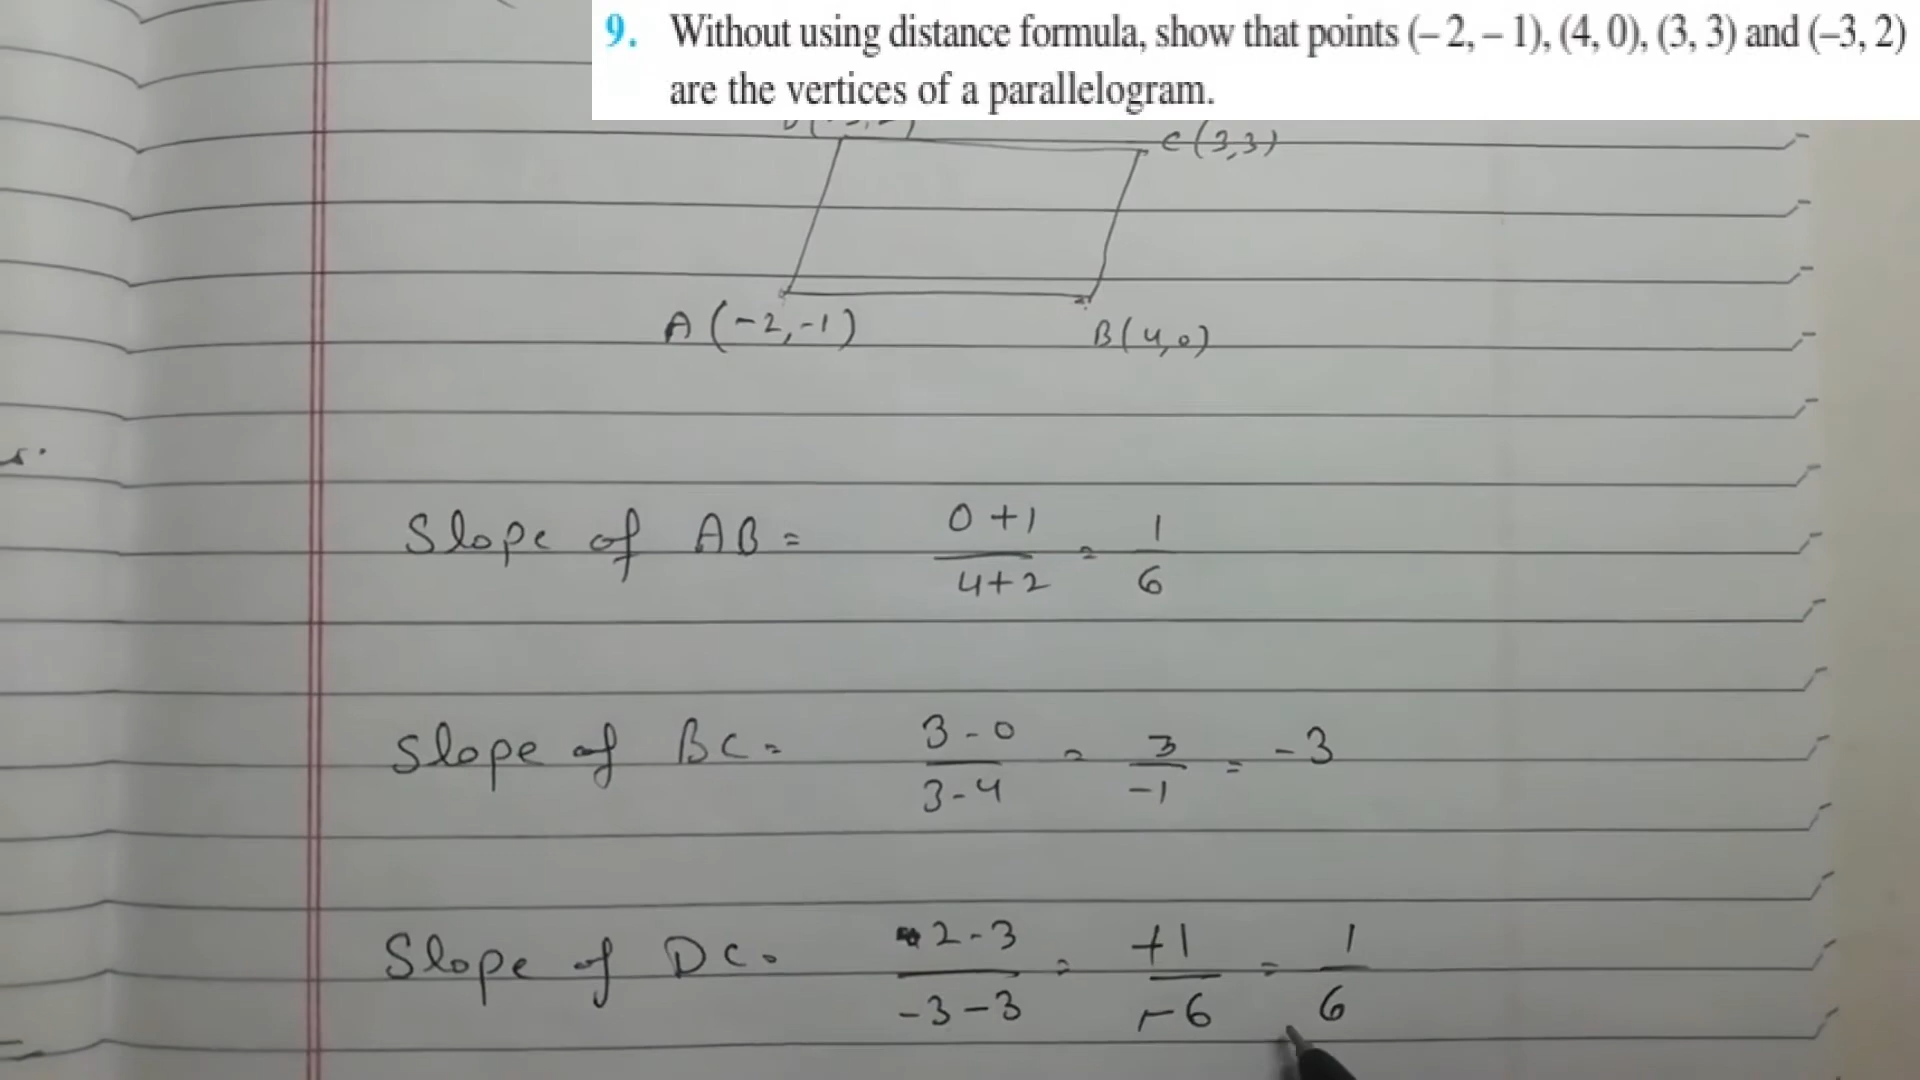 9. Without using distance formula, show that points (– 2, – 1), (4, 0), (3, 3) and (–3, 2)
are the vertices of a parallelogram.
C (3,3)
A (-2,-1)
B (4,0)
Slope of AB = 0+1 / 4+2 = 1/6
Slope of BC = 3-0 / 3-4 = 3/-1 = -3
Slope of DC = 2-3 / -3-3 = +1/-6 = 1/6